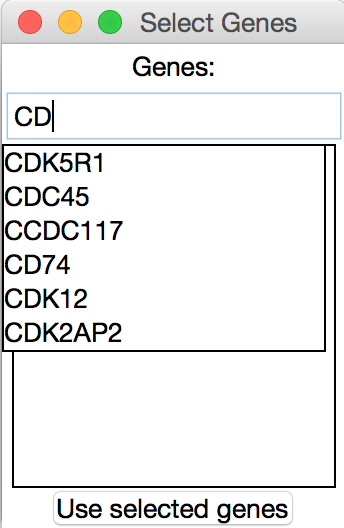 Select Genes
Genes:
CD
CDK5R1
CDC45
CCDC117
CD74
CDK12
CDK2AP2
Use selected genes